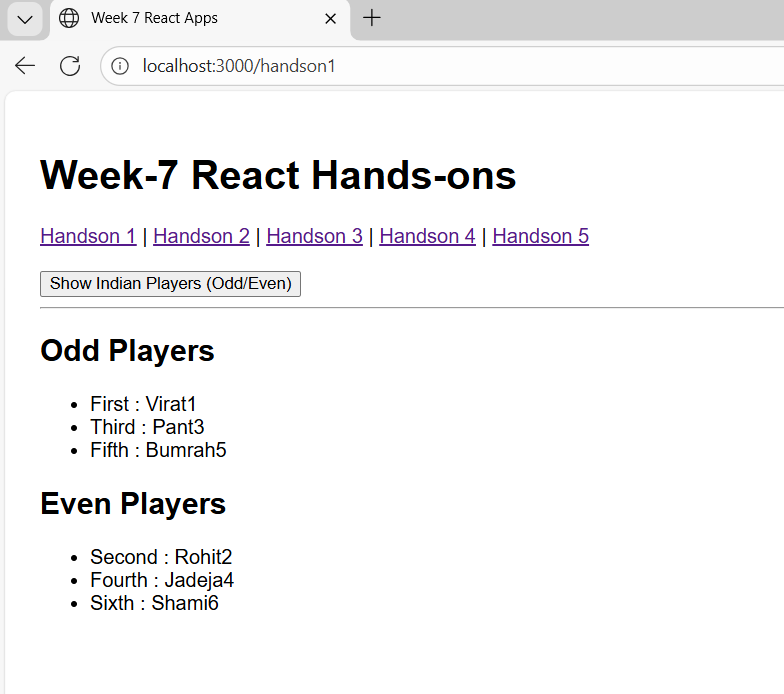 Week 7 React Apps
localhost:3000/handson1
Week-7 React Hands-ons
Handson 1 | Handson 2 | Handson 3 | Handson 4 | Handson 5
Show Indian Players (Odd/Even)
Odd Players
• First : Virat1
• Third : Pant3
• Fifth : Bumrah5
Even Players
• Second : Rohit2
• Fourth : Jadeja4
• Sixth : Shami6